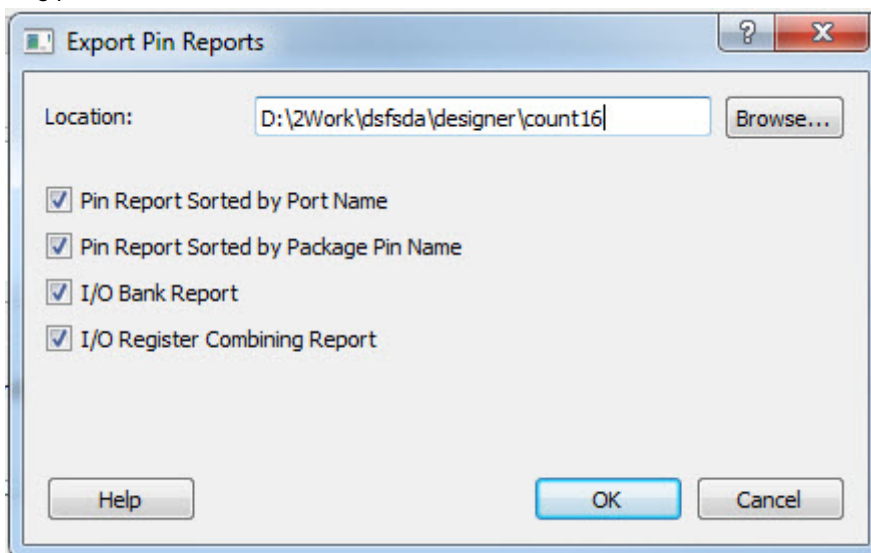 Export Pin Reports
Location: D:\2Work\dsfsda\designer\count16 Browse...
Pin Report Sorted by Port Name
Pin Report Sorted by Package Pin Name
I/O Bank Report
I/O Register Combining Report
Help OK Cancel